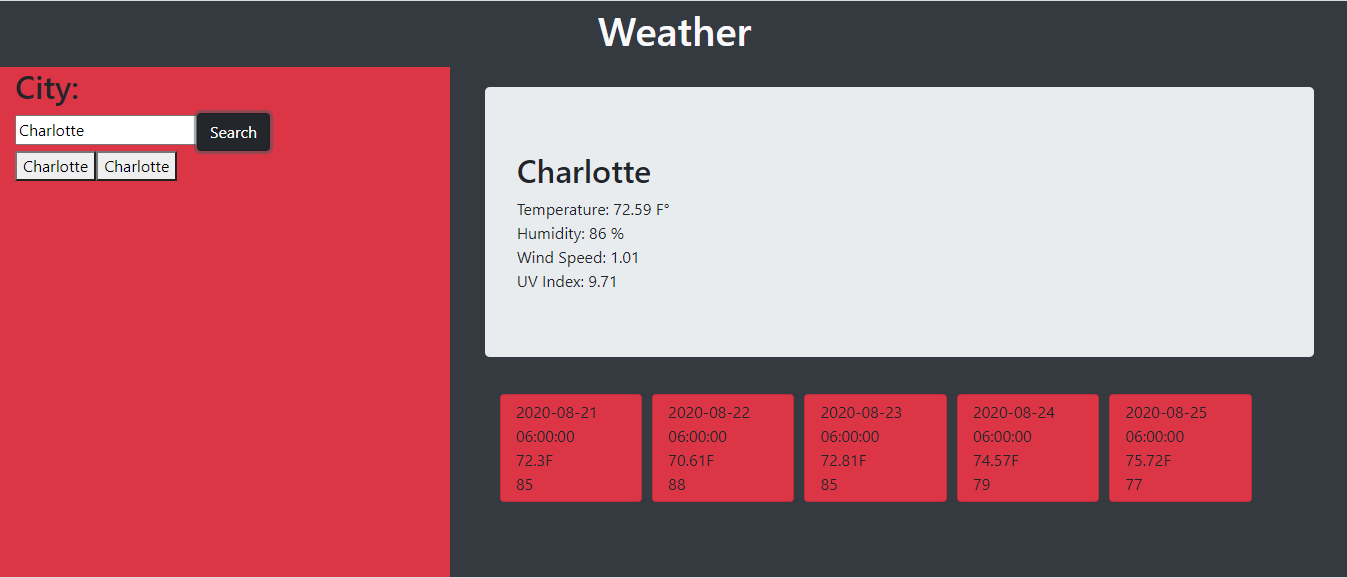 Weather
City:
Charlotte Search
Charlotte Charlotte
Charlotte
Temperature: 72.59 F°
Humidity: 86 %
Wind Speed: 1.01
UV Index: 9.71
2020-08-21
06:00:00
72.3F
85
2020-08-22
06:00:00
70.61F
88
2020-08-23
06:00:00
72.81F
85
2020-08-24
06:00:00
74.57F
79
2020-08-25
06:00:00
75.72F
77